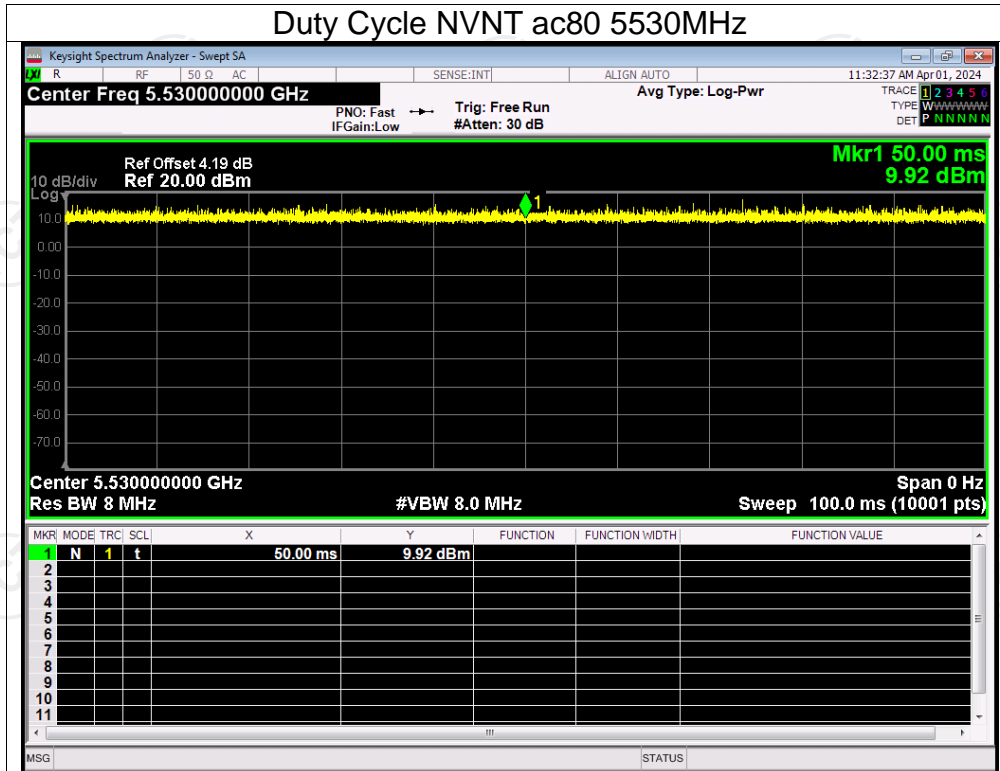 Duty Cycle NVNT ac80 5530MHz
Keysight Spectrum Analyzer - Swept SA
LXI R RF 50 Ω AC SENSE:INT ALIGN AUTO 11:32:37 AM Apr 01, 2024
Center Freq 5.530000000 GHz Avg Type: Log-Pwr TRACE 1 2 3 4 5 6
PNO: Fast Trig: Free Run TYPE WWWWWW
IFGain:Low #Atten: 30 dB DET P N N N N N
Mkr1 50.00 ms
Ref Offset 4.19 dB
10 dB/div Ref 20.00 dBm 9.92 dBm
Log
1
10.0
0.00
-10.0
-20.0
-30.0
-40.0
-50.0
-60.0
-70.0
Center 5.530000000 GHz Span 0 Hz
Res BW 8 MHz #VBW 8.0 MHz Sweep 100.0 ms (10001 pts)
MKR MODE TRC SCL X Y FUNCTION FUNCTION WIDTH FUNCTION VALUE
1 N 1 t 50.00 ms 9.92 dBm
2
3
4
5
6
7
8
9
10
11
MSG STATUS